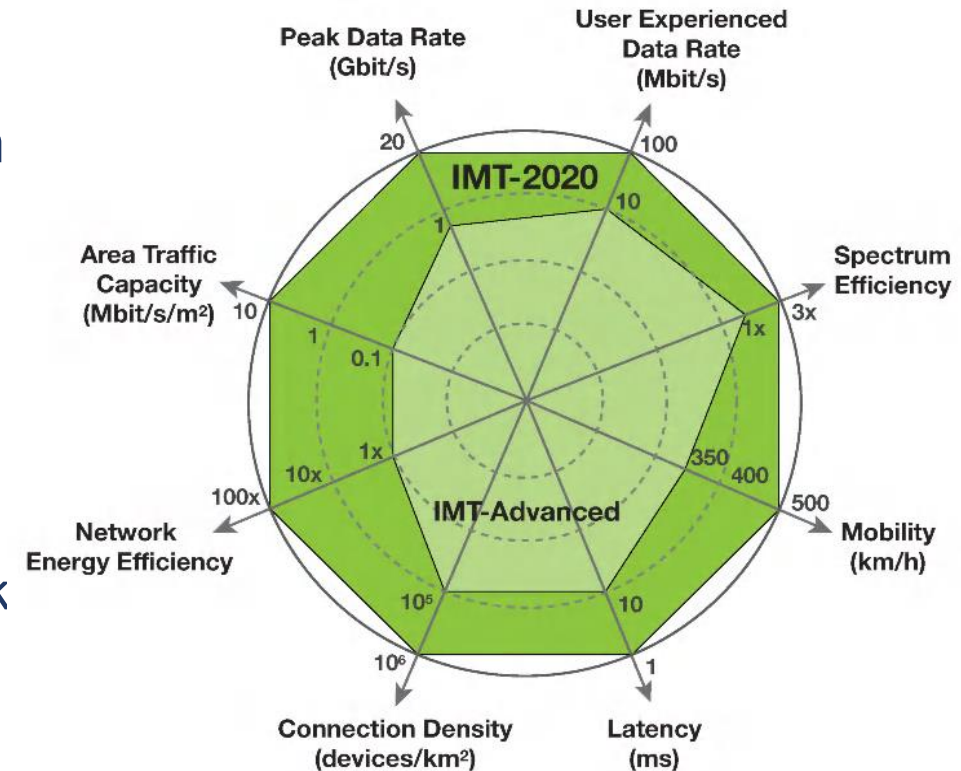 User Experienced
Data Rate
(Mbit/s)
Peak Data Rate
(Gbit/s)
20
100
IMT-2020
10
1
Area Traffic
Capacity
(Mbit/s/m²)
Spectrum
Efficiency
10
1
0.1
1x
3x
1x
10x
100x
350
400
500
Network
Energy Efficiency
IMT-Advanced
Mobility
(km/h)
10⁵
10
10⁶
1
Connection Density
(devices/km²)
Latency
(ms)